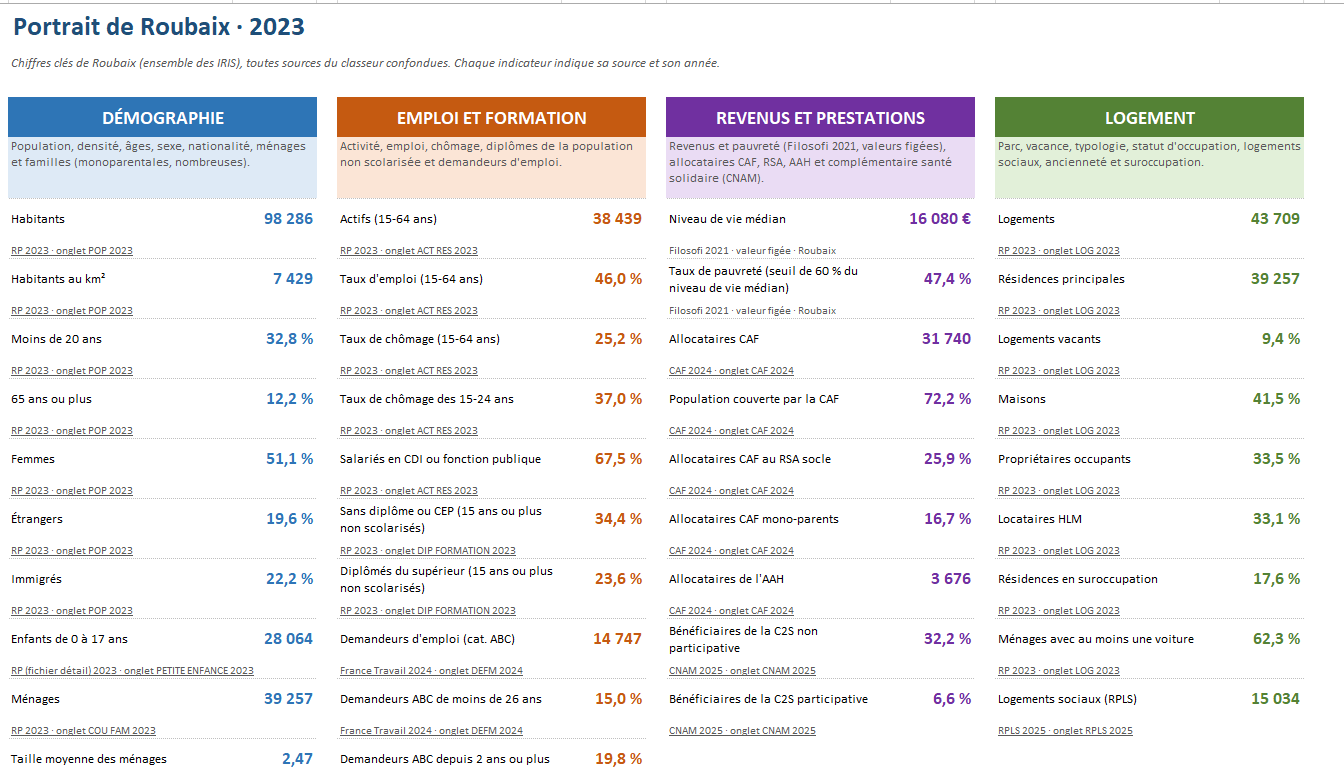 Portrait de Roubaix · 2023
Chiffres clés de Roubaix (ensemble des IRIS), toutes sources du classeur confondues. Chaque indicateur indique sa source et son année.
DÉMOGRAPHIE
Population, densité, âges, sexe, nationalité, ménages
et familles (monoparentales, nombreuses).
Habitants 98 286
RP 2023 · onglet POP 2023
Habitants au km² 7 429
RP 2023 · onglet POP 2023
Moins de 20 ans 32,8 %
RP 2023 · onglet POP 2023
65 ans ou plus 12,2 %
RP 2023 · onglet POP 2023
Femmes 51,1 %
RP 2023 · onglet POP 2023
Étrangers 19,6 %
RP 2023 · onglet POP 2023
Immigrés 22,2 %
RP 2023 · onglet POP 2023
Enfants de 0 à 17 ans 28 064
RP (fichier détail) 2023 · onglet PETITE ENFANCE 2023
Ménages 39 257
RP 2023 · onglet COU FAM 2023
Taille moyenne des ménages 2,47
EMPLOI ET FORMATION
Activité, emploi, chômage, diplômes de la population
non scolarisée et demandeurs d'emploi.
Actifs (15-64 ans) 38 439
RP 2023 · onglet ACT RES 2023
Taux d'emploi (15-64 ans) 46,0 %
RP 2023 · onglet ACT RES 2023
Taux de chômage (15-64 ans) 25,2 %
RP 2023 · onglet ACT RES 2023
Taux de chômage des 15-24 ans 37,0 %
RP 2023 · onglet ACT RES 2023
Salariés en CDI ou fonction publique 67,5 %
RP 2023 · onglet ACT RES 2023
Sans diplôme ou CEP (15 ans ou plus
non scolarisés) 34,4 %
RP 2023 · onglet DIP FORMATION 2023
Diplômés du supérieur (15 ans ou plus
non scolarisés) 23,6 %
RP 2023 · onglet DIP FORMATION 2023
Demandeurs d'emploi (cat. ABC) 14 747
France Travail 2024 · onglet DEFM 2024
Demandeurs ABC de moins de 26 ans 15,0 %
France Travail 2024 · onglet DEFM 2024
Demandeurs ABC depuis 2 ans ou plus 19,8 %
REVENUS ET PRESTATIONS
Revenus et pauvreté (Filosofi 2021, valeurs figées),
allocataires CAF, RSA, AAH et complémentaire santé
solidaire (CNAM).
Niveau de vie médian 16 080 €
Filosofi 2021 · valeur figée · Roubaix
Taux de pauvreté (seuil de 60 % du
niveau de vie médian) 47,4 %
Filosofi 2021 · valeur figée · Roubaix
Allocataires CAF 31 740
CAF 2024 · onglet CAF 2024
Population couverte par la CAF 72,2 %
CAF 2024 · onglet CAF 2024
Allocataires CAF au RSA socle 25,9 %
CAF 2024 · onglet CAF 2024
Allocataires CAF mono-parents 16,7 %
CAF 2024 · onglet CAF 2024
Allocataires de l'AAH 3 676
CAF 2024 · onglet CAF 2024
Bénéficiaires de la C2S non
participative 32,2 %
CNAM 2025 · onglet CNAM 2025
Bénéficiaires de la C2S participative 6,6 %
CNAM 2025 · onglet CNAM 2025
LOGEMENT
Parc, vacance, typologie, statut d'occupation, logements
sociaux, ancienneté et suroccupation.
Logements 43 709
RP 2023 · onglet LOG 2023
Résidences principales 39 257
RP 2023 · onglet LOG 2023
Logements vacants 9,4 %
RP 2023 · onglet LOG 2023
Maisons 41,5 %
RP 2023 · onglet LOG 2023
Propriétaires occupants 33,5 %
RP 2023 · onglet LOG 2023
Locataires HLM 33,1 %
RP 2023 · onglet LOG 2023
Résidences en suroccupation 17,6 %
RP 2023 · onglet LOG 2023
Ménages avec au moins une voiture 62,3 %
RP 2023 · onglet LOG 2023
Logements sociaux (RPLS) 15 034
RPLS 2025 · onglet RPLS 2025